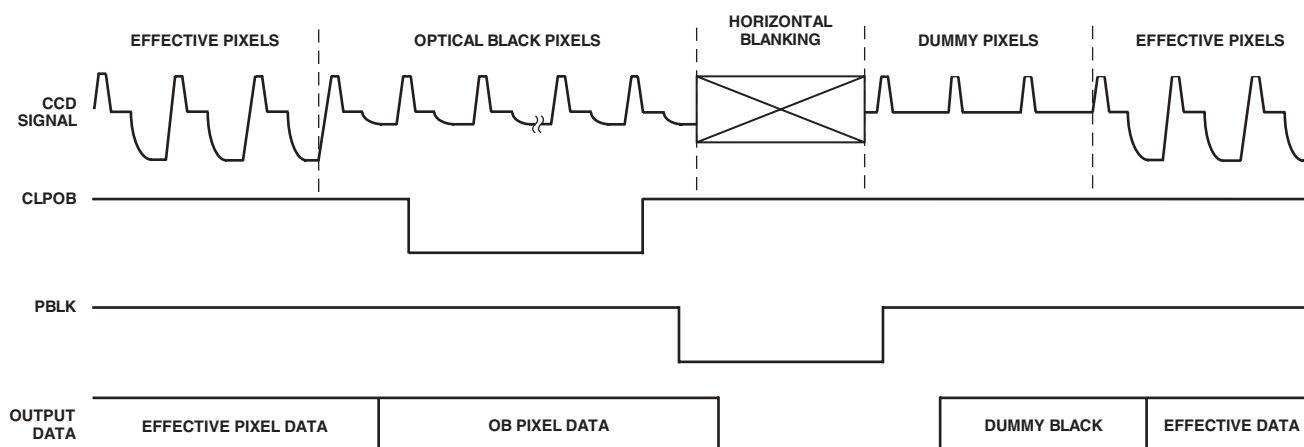 EFFECTIVE PIXELS
OPTICAL BLACK PIXELS
HORIZONTAL
BLANKING
DUMMY PIXELS
EFFECTIVE PIXELS
CCD
SIGNAL
CLPOB
PBLK
OUTPUT
DATA
EFFECTIVE PIXEL DATA
OB PIXEL DATA
DUMMY BLACK
EFFECTIVE DATA